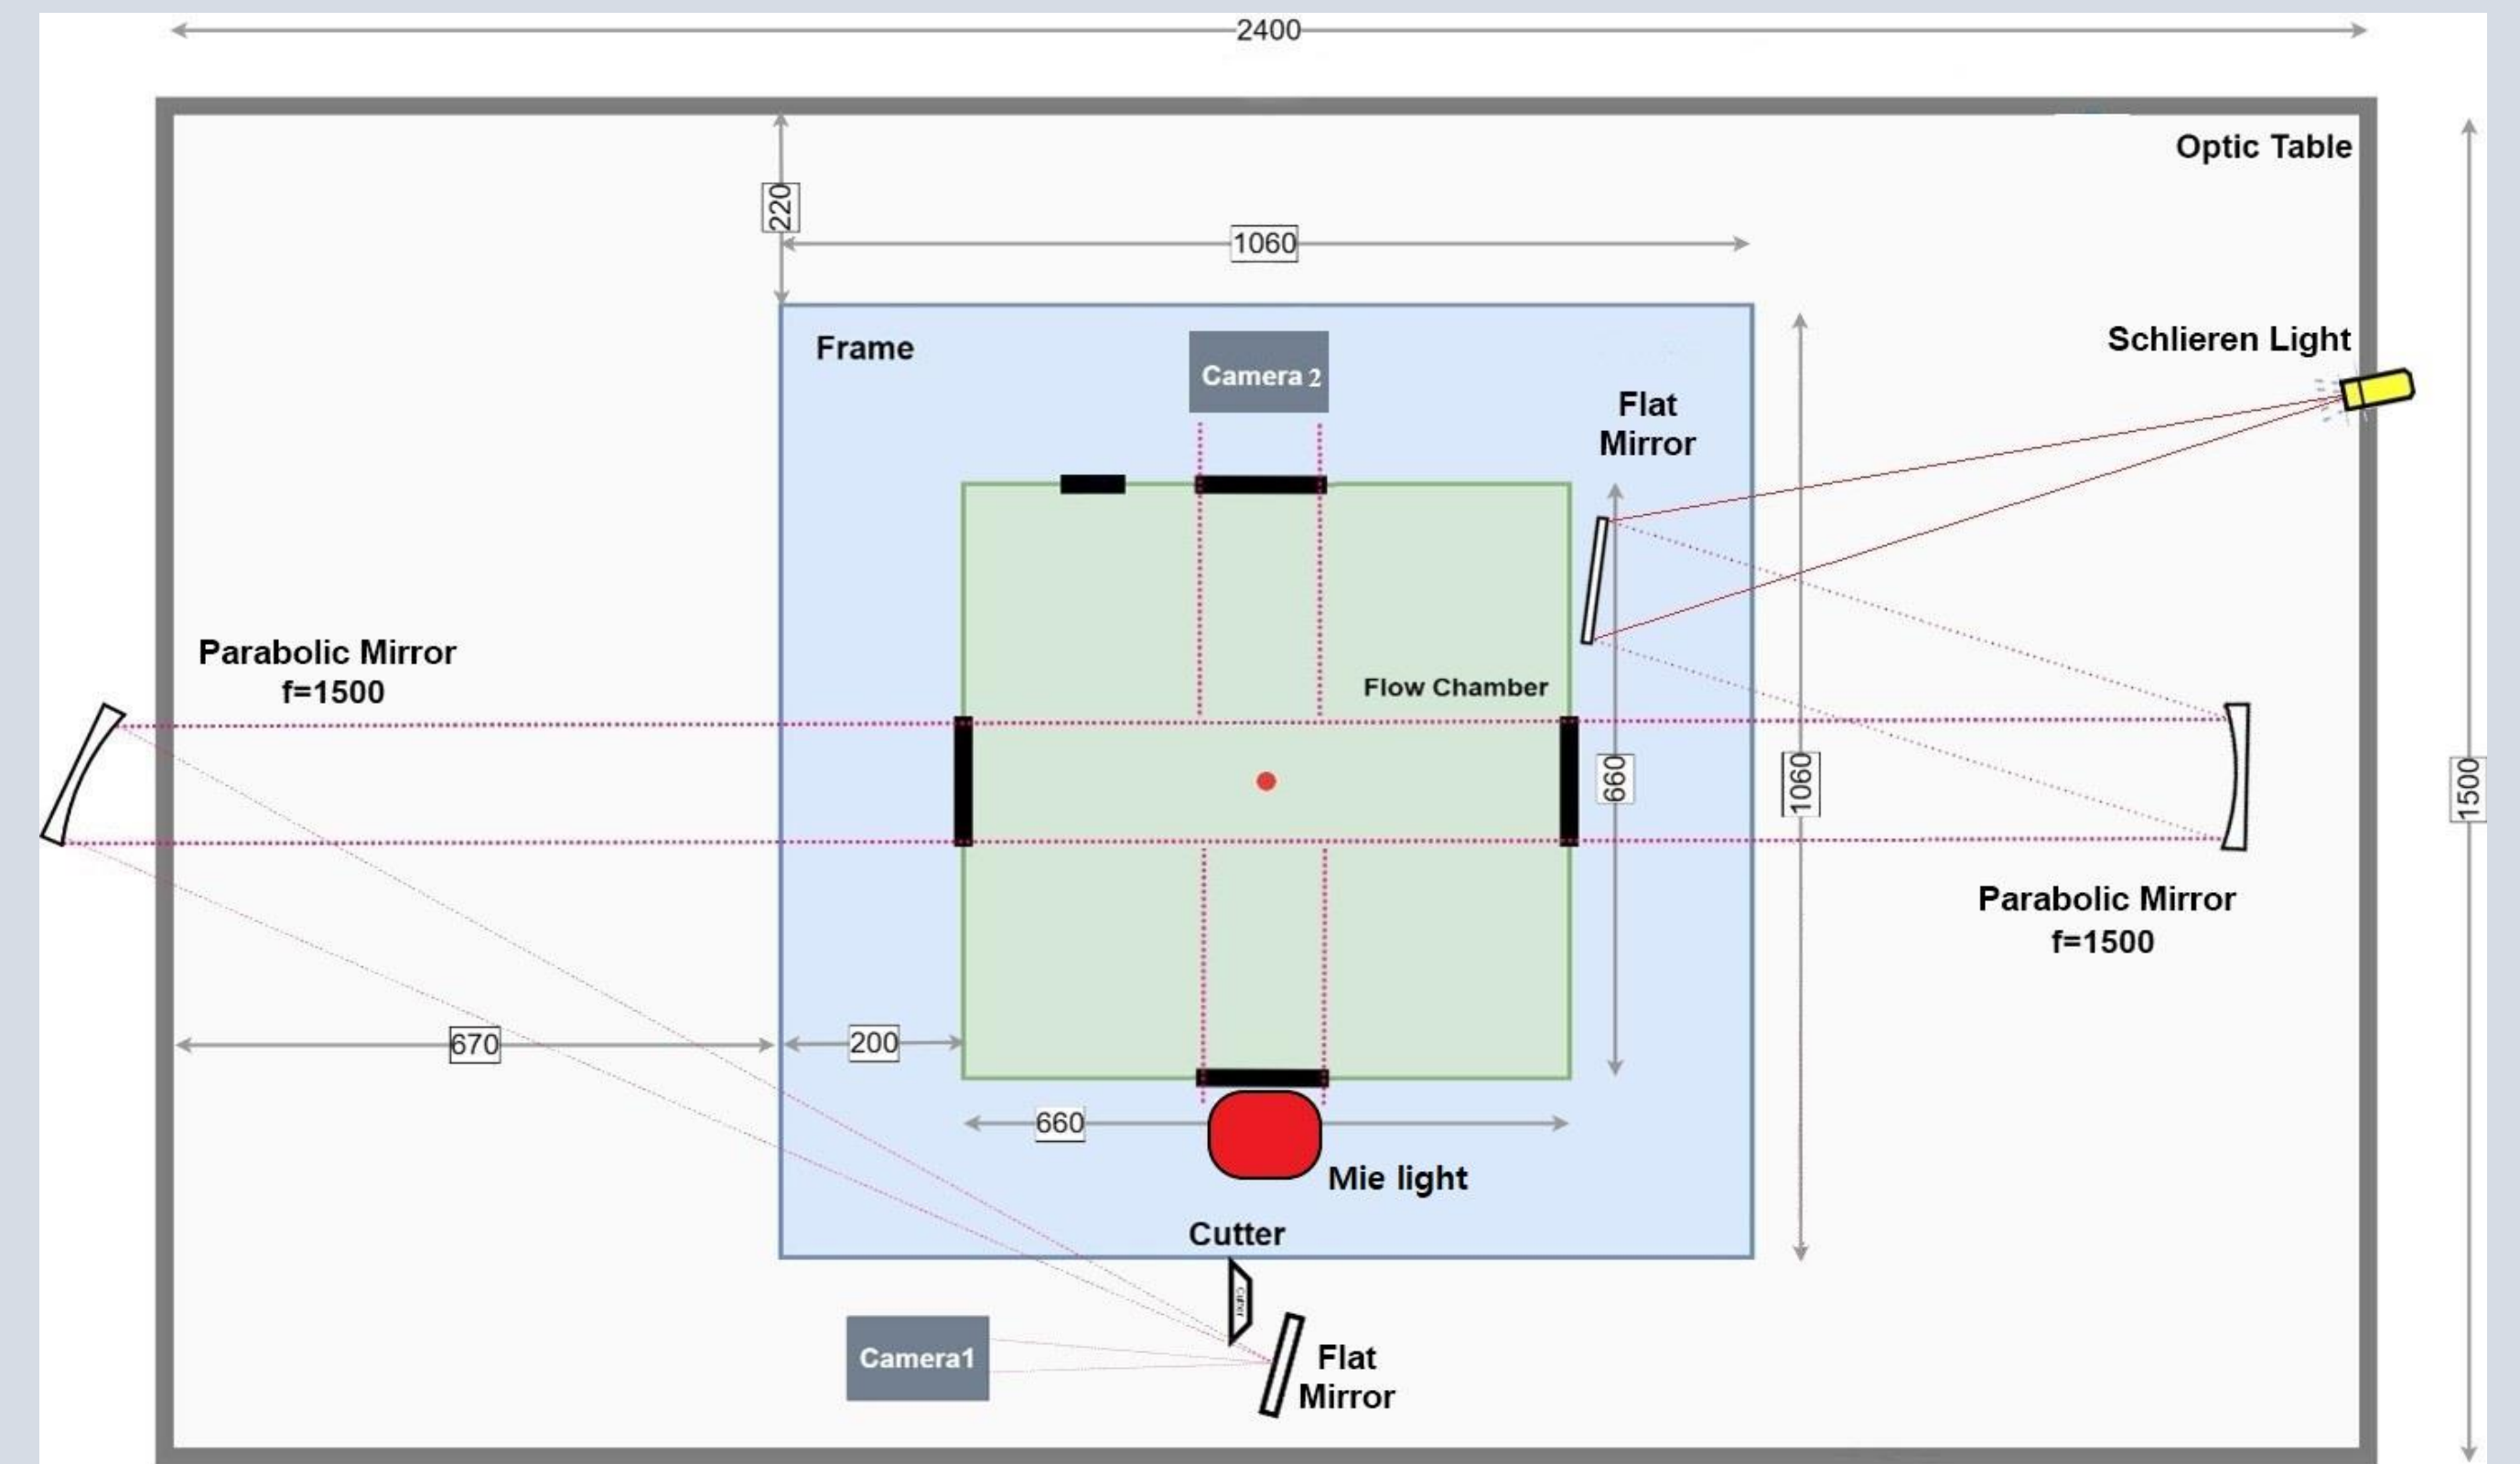 2400
Optic Table
220
1060
Schlieren Light
Frame
Camera 2
Flat
Mirror
Parabolic Mirror
f=1500
Flow Chamber
660
1060
1500
Parabolic Mirror
f=1500
670
200
660
Mie light
Cutter
Cutter
Camera1
Flat
Mirror